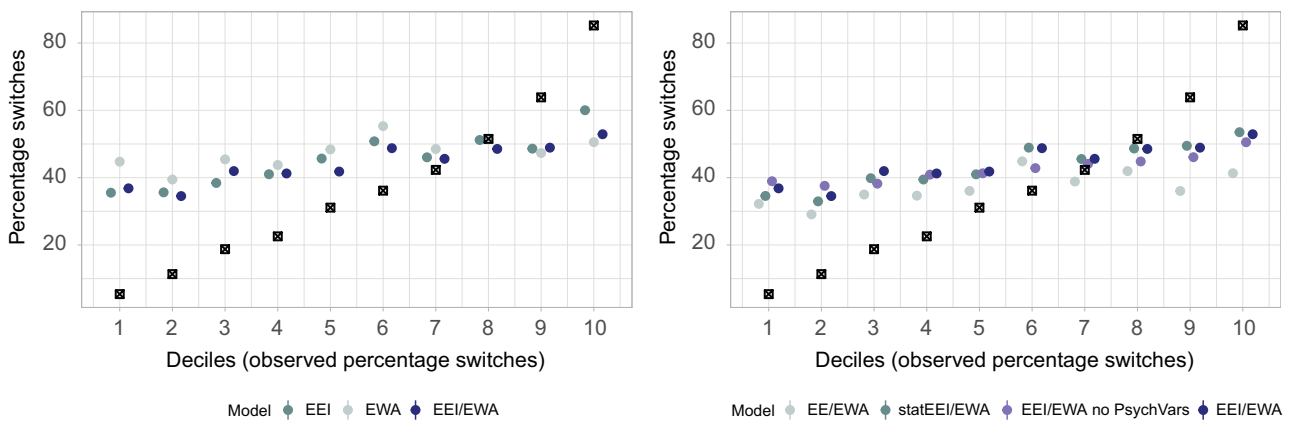 Percentage switches
80
60
40
20
1 2 3 4 5 6 7 8 9 10
Deciles (observed percentage switches)
Model EEI EWA EEI/EWA
Percentage switches
80
60
40
20
1 2 3 4 5 6 7 8 9 10
Deciles (observed percentage switches)
Model EE/EWA statEEI/EWA EEI/EWA no PsychVars EEI/EWA